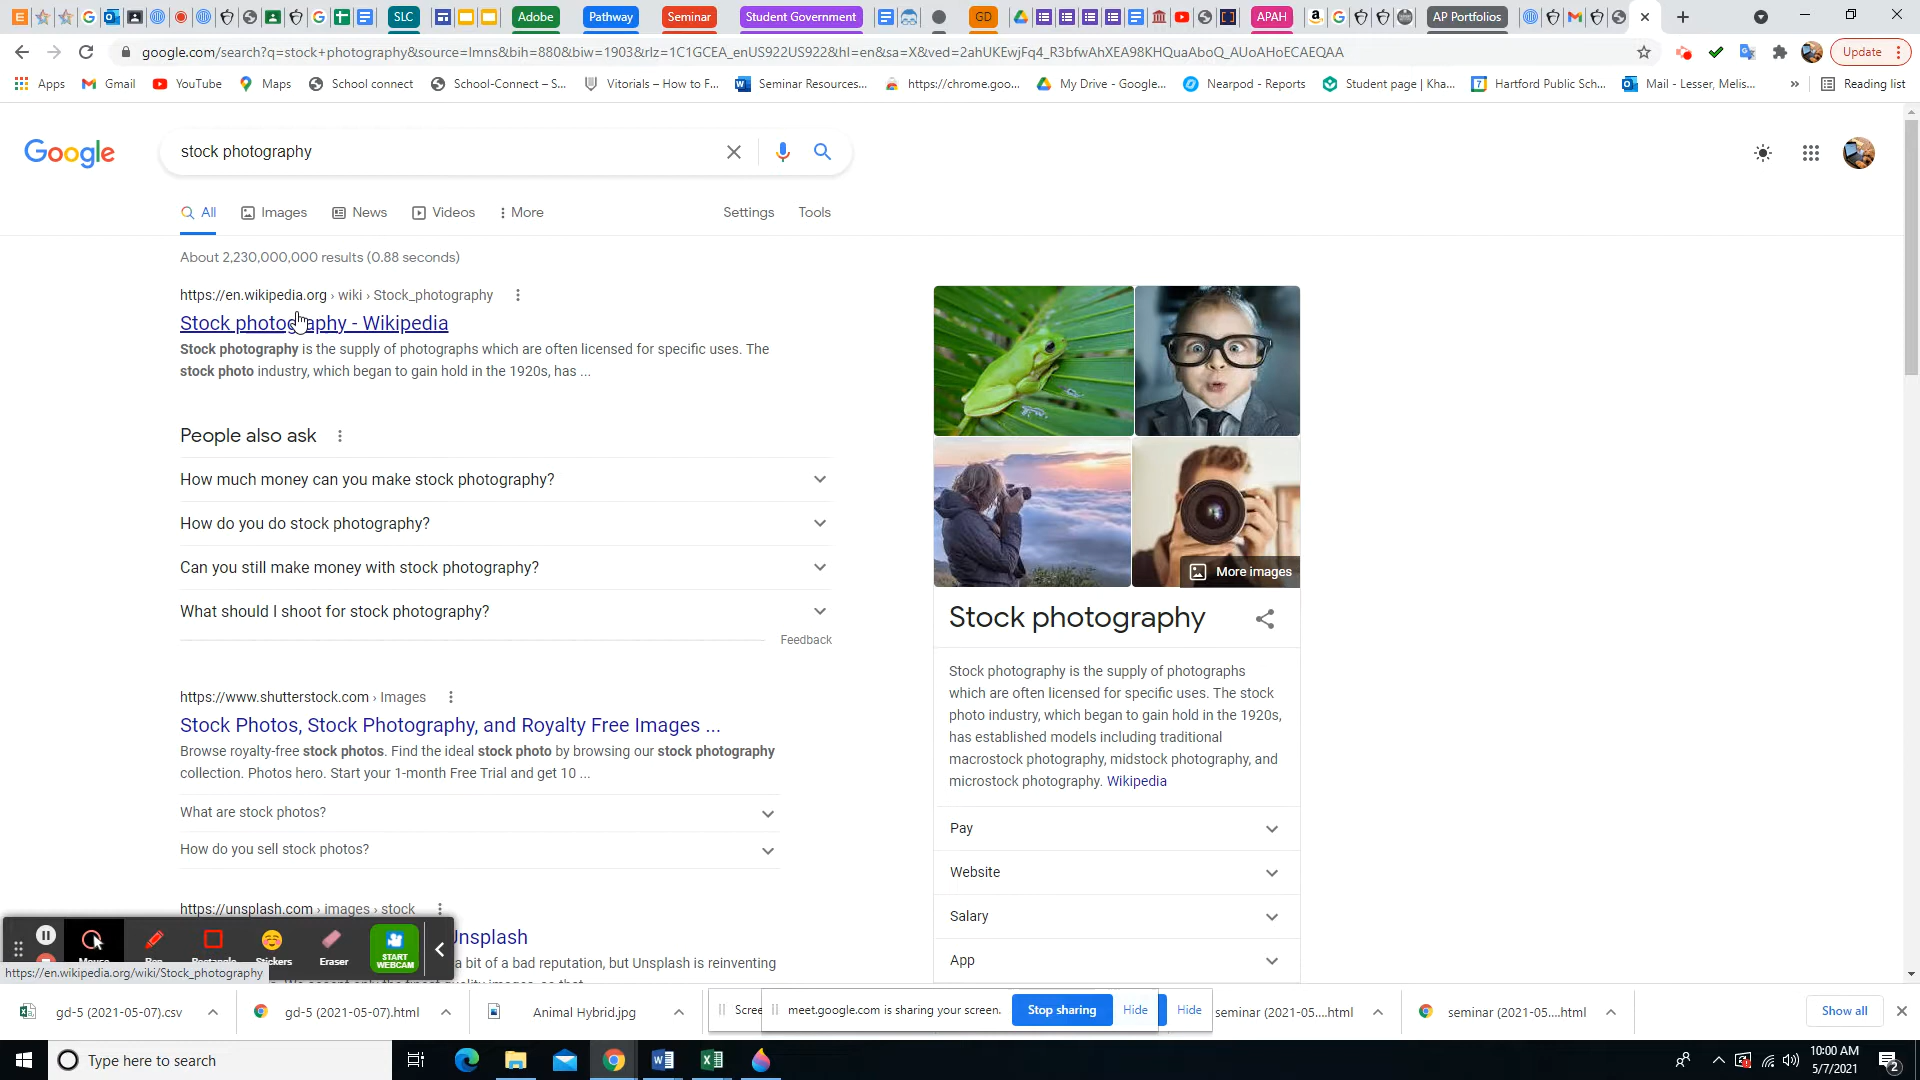 SLC
Adobe
Pathway
Seminar
Student Government
GD
APAH
AP Portfolios
google.com/search?q=stock+photography&source=lmns&bih=880&biw=1903&rlz=1C1GCEA_enUS922US922&hl=en&sa=X&ved=2ahUKEwjFq4_R3bfwAhXEA98KHQuaAboQ_AUoAHoECAEQAA
Update
Apps
Gmail
YouTube
Maps
School connect
School-Connect – S...
Vitorials – How to F...
Seminar Resources...
https://chrome.goo...
My Drive - Google...
Nearpod - Reports
Student page | Kha...
Hartford Public Sch...
Mail - Lesser, Melis...
»
Reading list
Google
stock photography
All
Images
News
Videos
More
Settings
Tools
About 2,230,000,000 results (0.88 seconds)
https://en.wikipedia.org › wiki › Stock_photography
Stock photography - Wikipedia
Stock photography is the supply of photographs which are often licensed for specific uses. The
stock photo industry, which began to gain hold in the 1920s, has ...
People also ask
How much money can you make stock photography?
How do you do stock photography?
Can you still make money with stock photography?
What should I shoot for stock photography?
Feedback
https://www.shutterstock.com › Images
Stock Photos, Stock Photography, and Royalty Free Images ...
Browse royalty-free stock photos. Find the ideal stock photo by browsing our stock photography
collection. Photos hero. Start your 1-month Free Trial and get 10 ...
What are stock photos?
How do you sell stock photos?
https://unsplash.com › images › stock
Unsplash
a bit of a bad reputation, but Unsplash is reinventing
More images
Stock photography
Stock photography is the supply of photographs
which are often licensed for specific uses. The stock
photo industry, which began to gain hold in the 1920s,
has established models including traditional
macrostock photography, midstock photography, and
microstock photography. Wikipedia
Pay
Website
Salary
App
Mouse
Pen
Rectangle
Stickers
Eraser
START
WEBCAM
https://en.wikipedia.org/wiki/Stock_photography
gd-5 (2021-05-07).csv
gd-5 (2021-05-07).html
Animal Hybrid.jpg
Scree
meet.google.com is sharing your screen.
Stop sharing
Hide
Hide
seminar (2021-05....html
seminar (2021-05....html
Show all
Type here to search
10:00 AM
5/7/2021
2